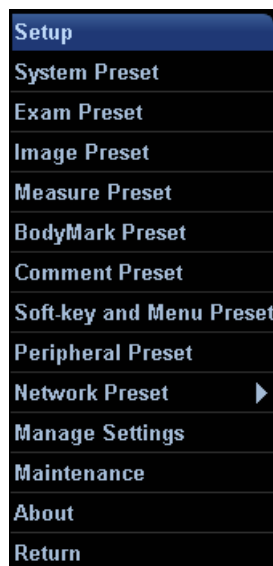 Setup
System Preset
Exam Preset
Image Preset
Measure Preset
BodyMark Preset
Comment Preset
Soft-key and Menu Preset
Peripheral Preset
Network Preset
Manage Settings
Maintenance
About
Return